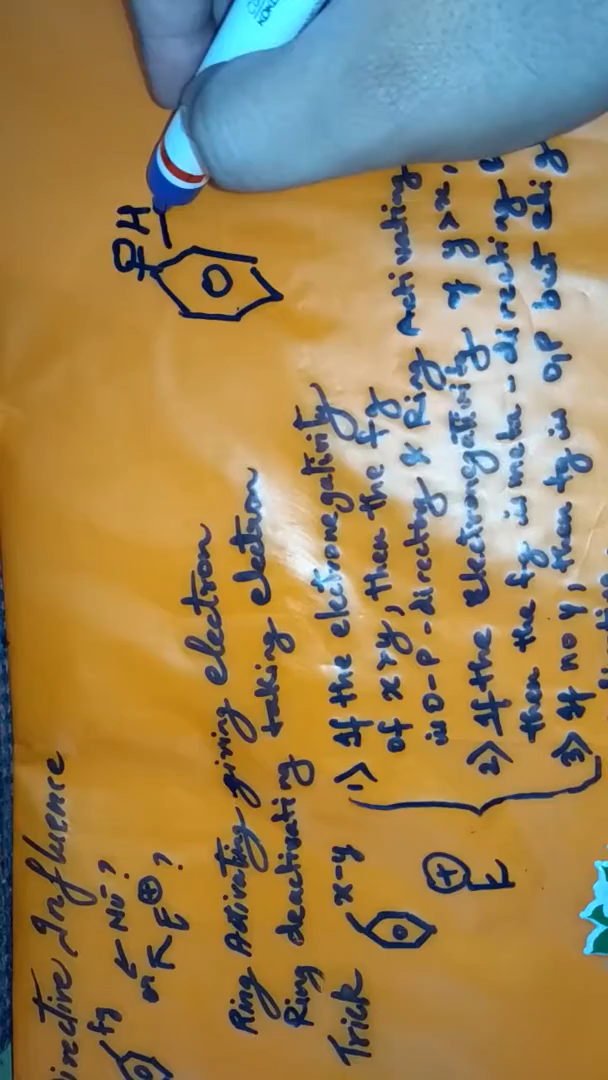 Directive Influence
fg ← Nu⁻ ?
or ↖ E⊕ ?
Ring Activating giving electron
Ring deactivating taking electron
Trick
x-y
⊕
E
1) If the electronegativity
of x>y, then the fg
is o-p-directing & Ring Activating
2) If the electronegativity of y>x,
then the fg is meta-directing
3) If no y, then fg is op but
OH